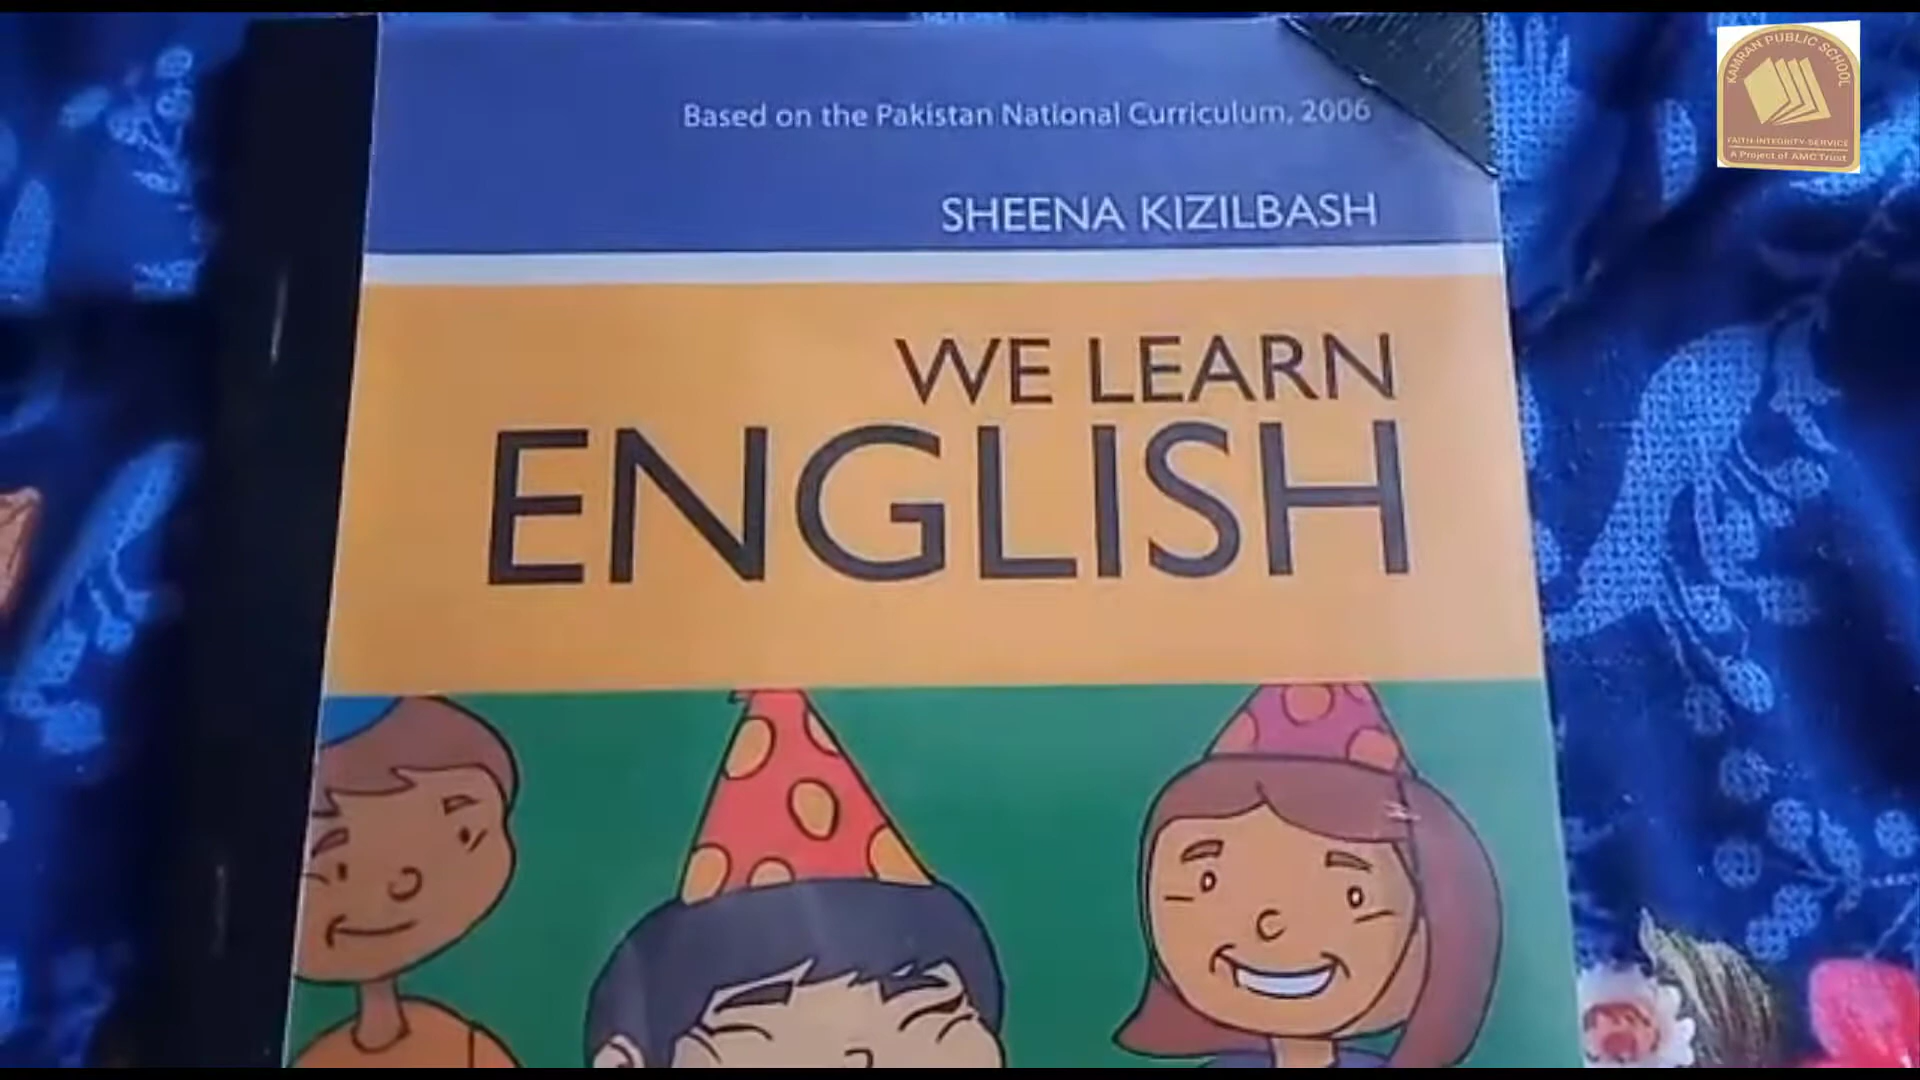 Based on the Pakistan National Curriculum, 2006
SHEENA KIZILBASH
WE LEARN
ENGLISH
KAMRAN PUBLIC SCHOOL
FAITH-INTEGRITY-SERVICE
A Project of AMC Trust